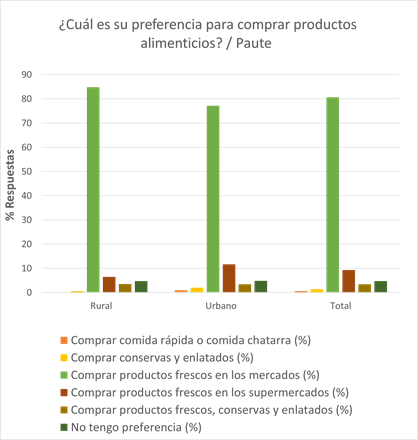 ¿Cuál es su preferencia para comprar productos
alimenticios? / Paute
90
80
70
60
50
40
30
20
10
0
% Respuestas
Rural
Urbano
Total
Comprar comida rápida o comida chatarra (%)
Comprar conservas y enlatados (%)
Comprar productos frescos en los mercados (%)
Comprar productos frescos en los supermercados (%)
Comprar productos frescos, conservas y enlatados (%)
No tengo preferencia (%)